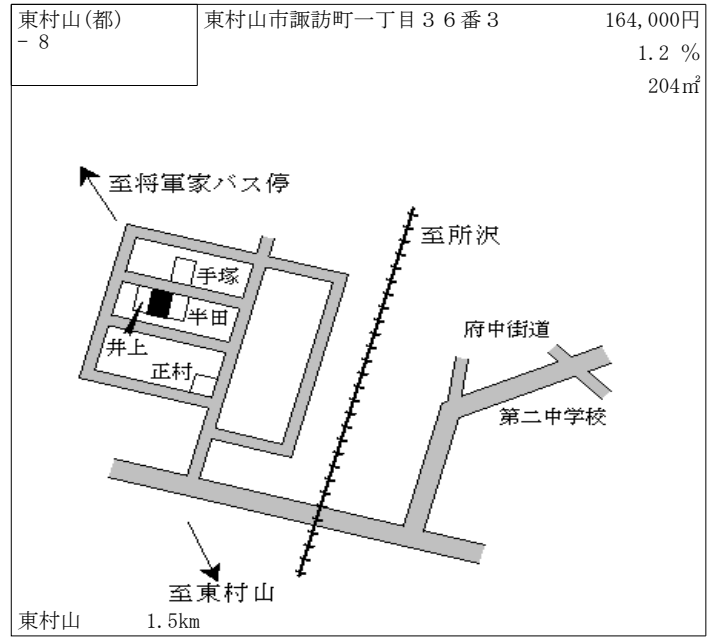 東村山(都)
- 8
東村山市諏訪町一丁目３６番３
164,000円
1.2 %
204㎡
至将軍家バス停
至所沢
手塚
半田
府中街道
井上
正村
第二中学校
至東村山
東村山 1.5km